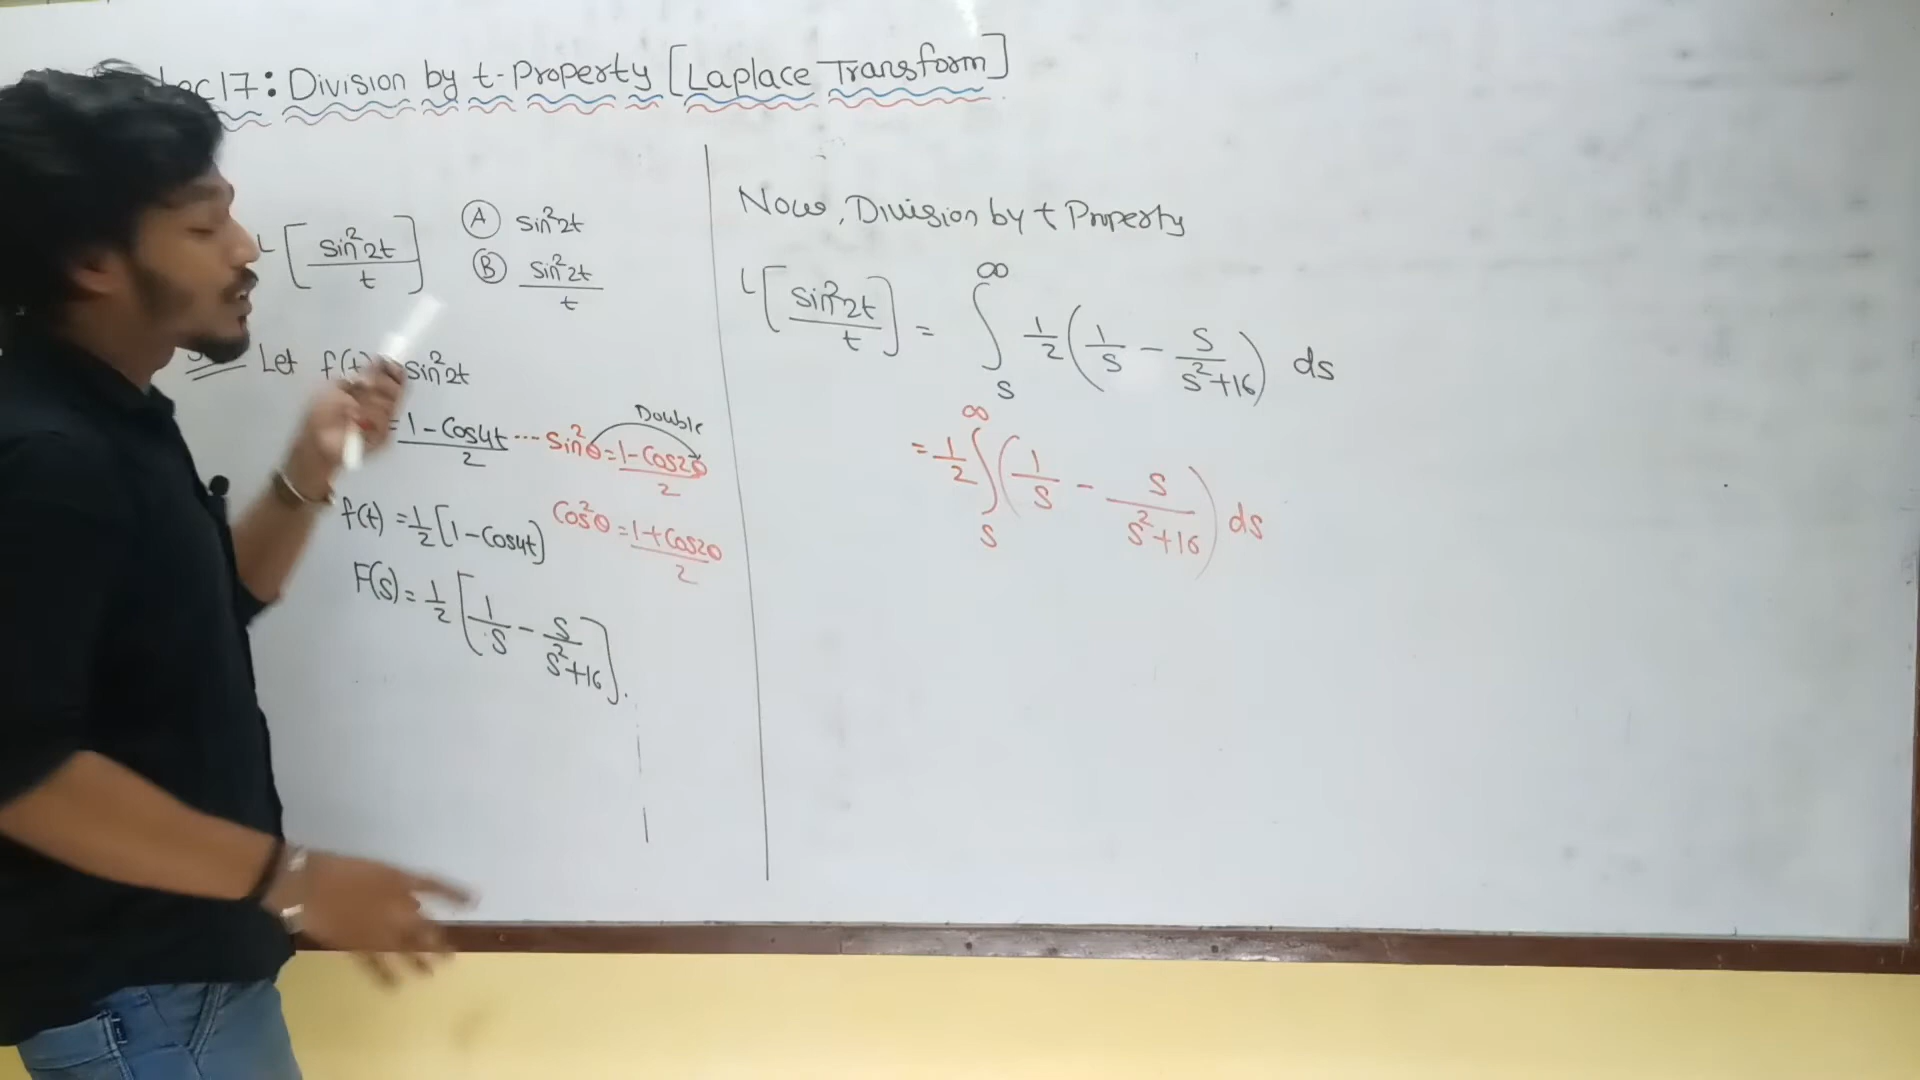 ec17: Division by t-Property [Laplace Transform]
L[sin²2t/t]
Ⓐ sin²2t
Ⓑ sin²2t/t
Let f(t) sin²2t
= 1-Cos4t/2 ... sin²θ = 1-Cos2θ/2
Double
f(t) = 1/2[1-Cos4t]
Cos²θ = 1+Cos2θ/2
F(s) = 1/2[1/s - s/s²+16].
Now, Division by t Property
L[sin²2t/t] = ∫ₛ^∞ 1/2(1/s - s/s²+16) ds
= 1/2 ∫ₛ^∞ (1/s - s/s²+16) ds